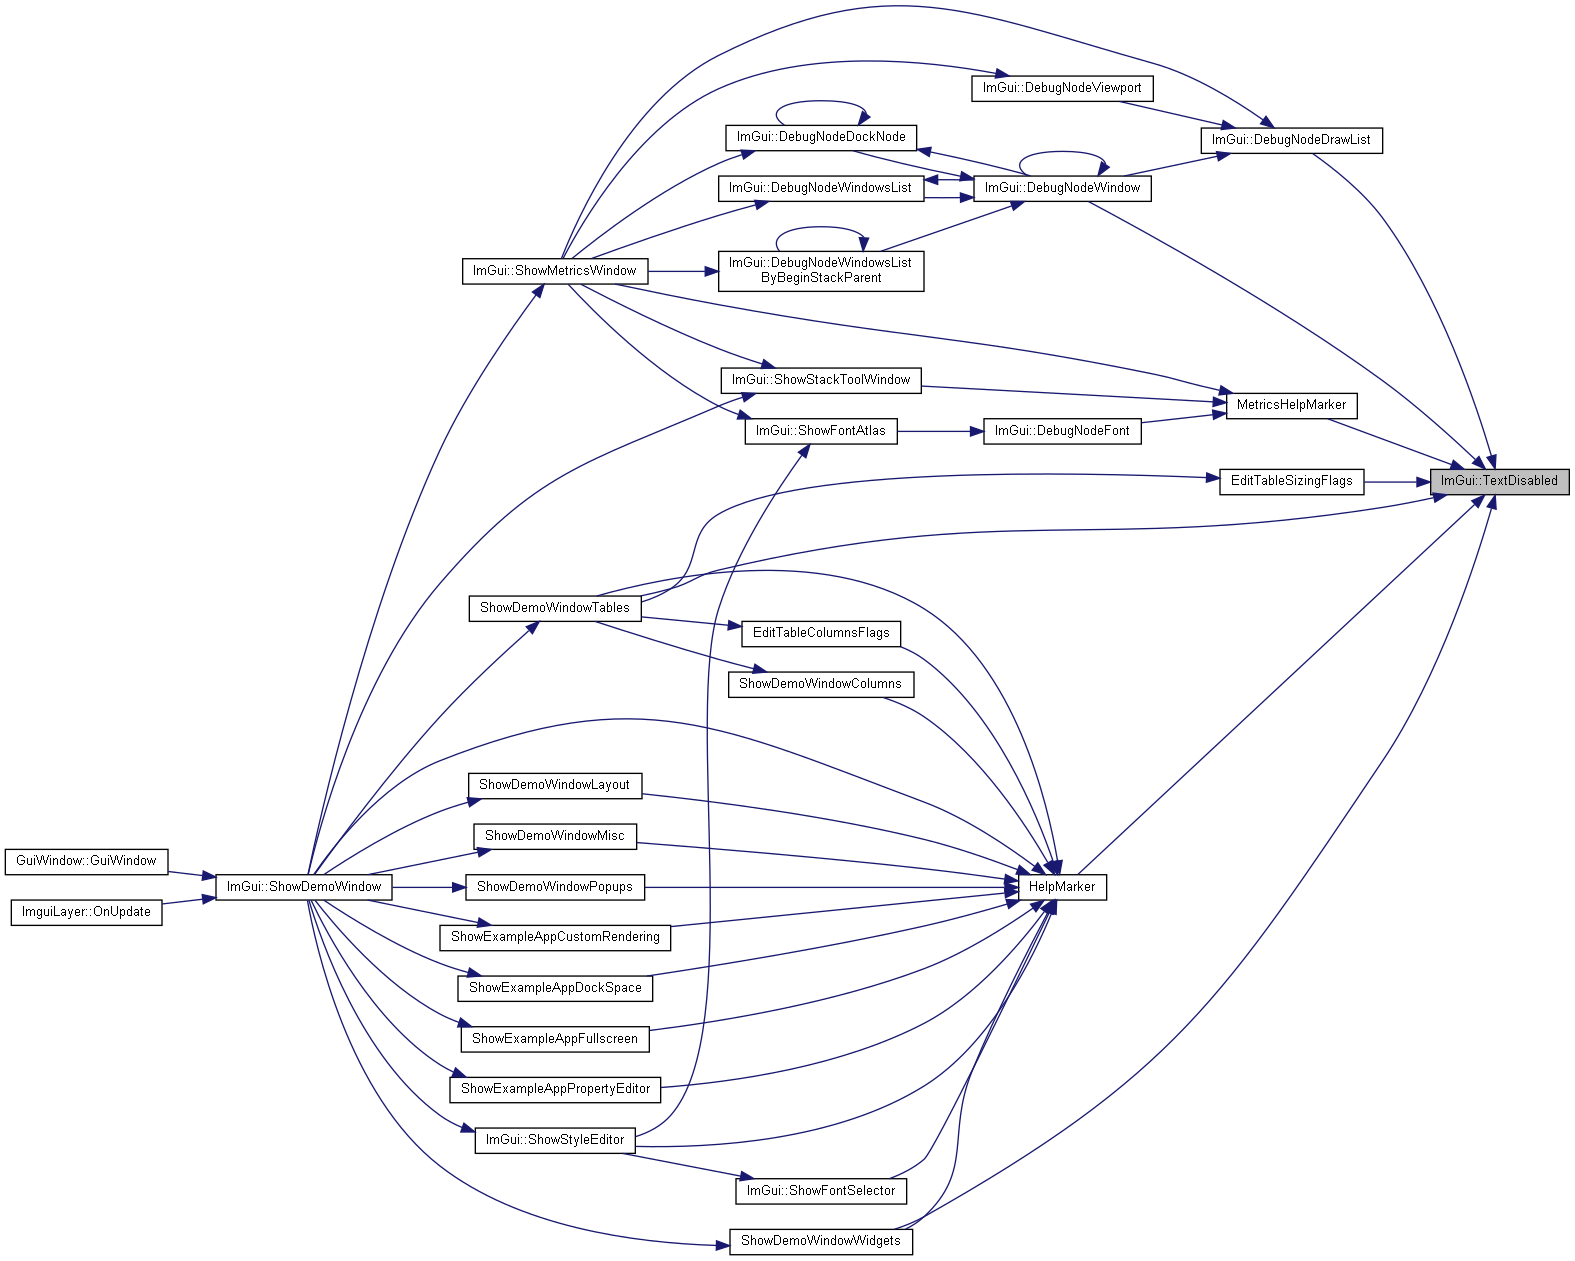 ImGui::DebugNodeViewport
ImGui::DebugNodeDockNode
ImGui::DebugNodeDrawList
ImGui::DebugNodeWindowsList
ImGui::DebugNodeWindow
ImGui::ShowMetricsWindow
ImGui::DebugNodeWindowsList
ByBeginStackParent
ImGui::ShowStackToolWindow
MetricsHelpMarker
ImGui::ShowFontAtlas
ImGui::DebugNodeFont
EditTableSizingFlags
ImGui::TextDisabled
ShowDemoWindowTables
EditTableColumnsFlags
ShowDemoWindowColumns
ShowDemoWindowLayout
ShowDemoWindowMisc
GuiWindow::GuiWindow
ImGui::ShowDemoWindow
ShowDemoWindowPopups
HelpMarker
ImguiLayer::OnUpdate
ShowExampleAppCustomRendering
ShowExampleAppDockSpace
ShowExampleAppFullscreen
ShowExampleAppPropertyEditor
ImGui::ShowStyleEditor
ImGui::ShowFontSelector
ShowDemoWindowWidgets